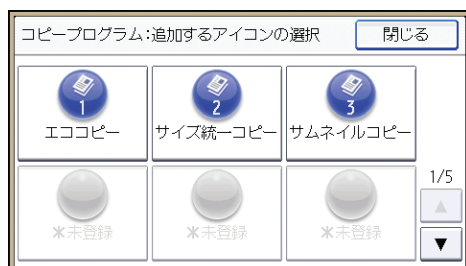 コピープログラム:追加するアイコンの選択
閉じる
1
2
3
エココピー
サイズ統一コピー
サムネイルコピー
1/5
▲
*未登録
*未登録
*未登録
▼